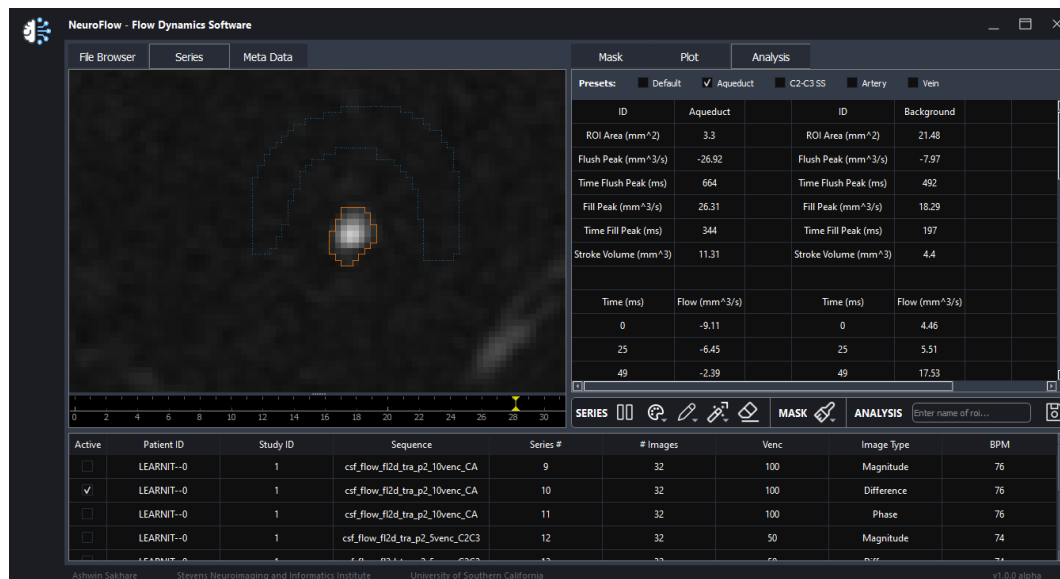 NeuroFlow - Flow Dynamics Software
File Browser Series Meta Data
Mask Plot Analysis
Presets: Default Aqueduct C2-C3 SS Artery Vein
ID Aqueduct ID Background
ROI Area (mm^2) 3.3 ROI Area (mm^2) 21.48
Flush Peak (mm^3/s) -26.92 Flush Peak (mm^3/s) -7.97
Time Flush Peak (ms) 664 Time Flush Peak (ms) 492
Fill Peak (mm^3/s) 26.31 Fill Peak (mm^3/s) 18.29
Time Fill Peak (ms) 344 Time Fill Peak (ms) 197
Stroke Volume (mm^3) 11.31 Stroke Volume (mm^3) 4.4
Time (ms) Flow (mm^3/s) Time (ms) Flow (mm^3/s)
0 -9.11 0 4.46
25 -6.45 25 5.51
49 -2.39 49 17.53
0 2 4 6 8 10 12 14 16 18 20 22 24 26 28 30
SERIES MASK ANALYSIS Enter name of roi...
Active Patient ID Study ID Sequence Series # # Images Venc Image Type BPM
LEARNIT--0 1 csf_flow_fl2d_tra_p2_10venc_CA 9 32 100 Magnitude 76
LEARNIT--0 1 csf_flow_fl2d_tra_p2_10venc_CA 10 32 100 Difference 76
LEARNIT--0 1 csf_flow_fl2d_tra_p2_10venc_CA 11 32 100 Phase 76
LEARNIT--0 1 csf_flow_fl2d_tra_p2_5venc_C2C3 12 32 50 Magnitude 74
Ashwin Sakhare Stevens Neuroimaging and Informatics Institute University of Southern California v1.0.0 alpha